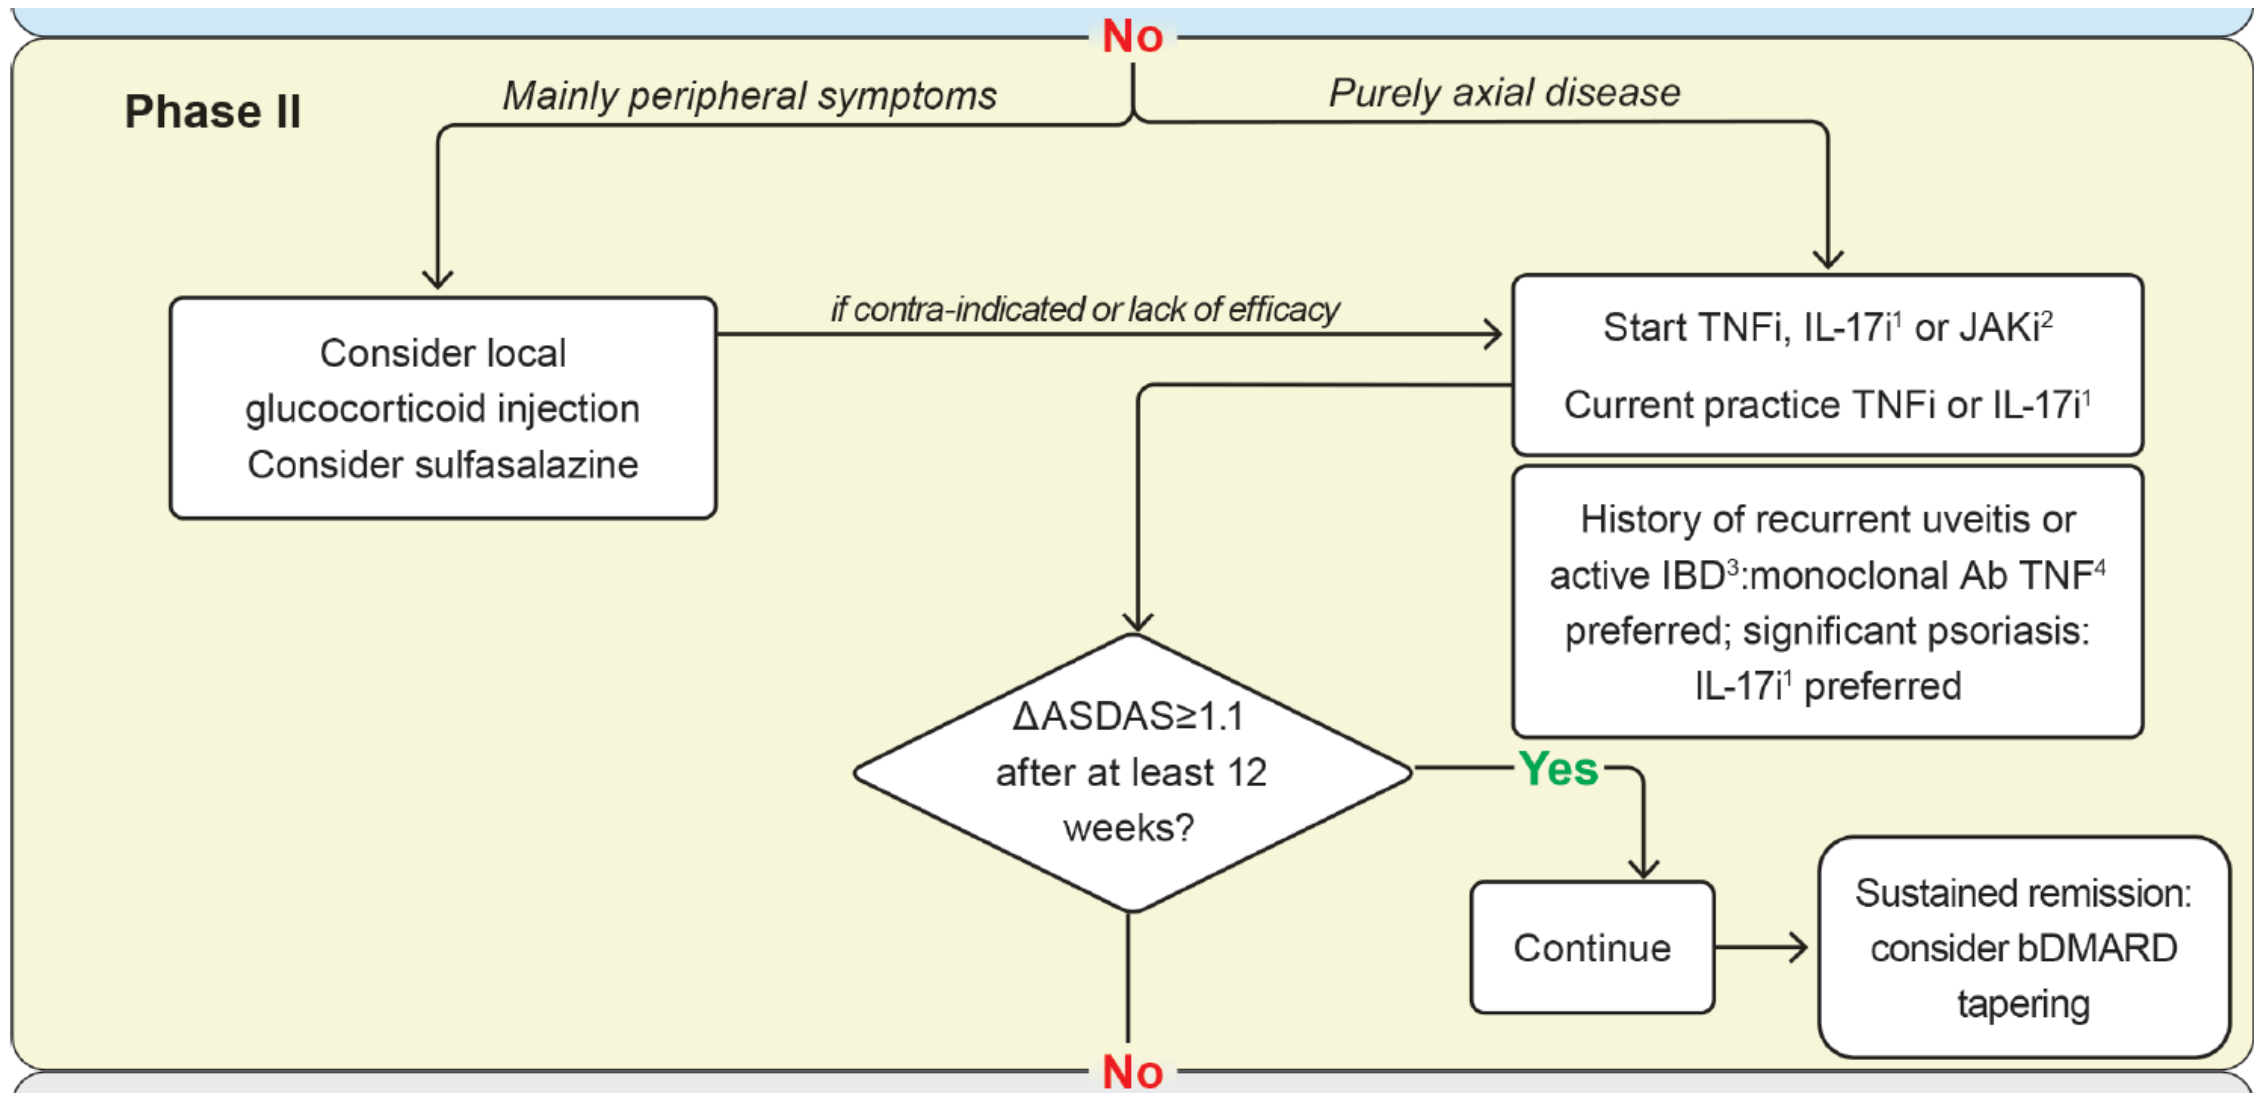 No
Phase II
Mainly peripheral symptoms
Purely axial disease
Consider local
glucocorticoid injection
Consider sulfasalazine
if contra-indicated or lack of efficacy
Start TNFi, IL-17i¹ or JAKi²
Current practice TNFi or IL-17i¹
History of recurrent uveitis or
active IBD³:monoclonal Ab TNF⁴
preferred; significant psoriasis:
IL-17i¹ preferred
ΔASDAS≥1.1
after at least 12
weeks?
Yes
Continue
Sustained remission:
consider bDMARD
tapering
No